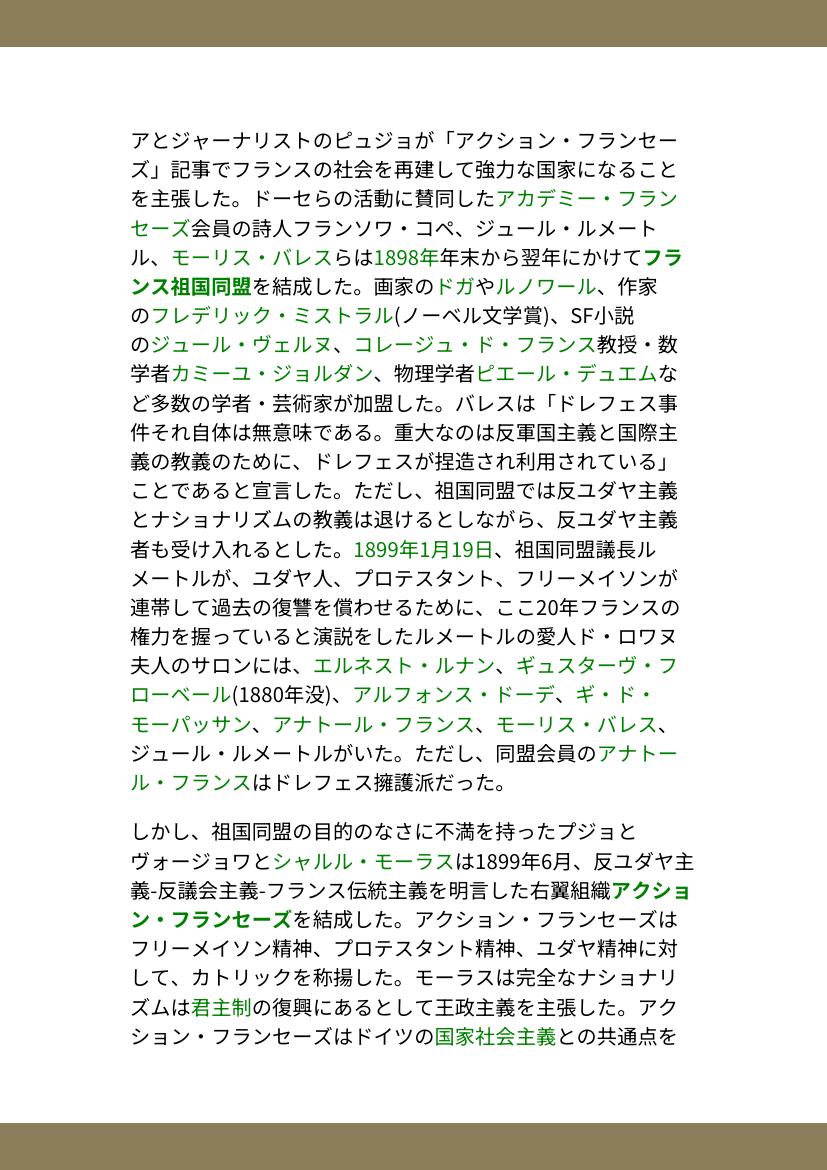 アとジャーナリストのピュジョが「アクション・フランセー
ズ」記事でフランスの社会を再建して強力な国家になること
を主張した。ドーセらの活動に賛同したアカデミー・フラン
セーズ会員の詩人フランソワ・コペ、ジュール・ルメート
ル、モーリス・バレスらは1898年年末から翌年にかけてフラ
ンス祖国同盟を結成した。画家のドガやルノワール、作家
のフレデリック・ミストラル(ノーベル文学賞)、SF小説
のジュール・ヴェルヌ、コレージュ・ド・フランス教授・数
学者カミーユ・ジョルダン、物理学者ピエール・デュエムな
ど多数の学者・芸術家が加盟した。バレスは「ドレフェス事
件それ自体は無意味である。重大なのは反軍国主義と国際主
義の教義のために、ドレフェスが捏造され利用されている」
ことであると宣言した。ただし、祖国同盟では反ユダヤ主義
とナショナリズムの教義は退けるとしながら、反ユダヤ主義
者も受け入れるとした。1899年1月19日、祖国同盟議長ル
メートルが、ユダヤ人、プロテスタント、フリーメイソンが
連帯して過去の復讐を償わせるために、ここ20年フランスの
権力を握っていると演説をしたルメートルの愛人ド・ロワヌ
夫人のサロンには、エルネスト・ルナン、ギュスターヴ・フ
ローベール(1880年没)、アルフォンス・ドーデ、ギ・ド・
モーパッサン、アナトール・フランス、モーリス・バレス、
ジュール・ルメートルがいた。ただし、同盟会員のアナトー
ル・フランスはドレフェス擁護派だった。
しかし、祖国同盟の目的のなさに不満を持ったプジョと
ヴォージョワとシャルル・モーラスは1899年6月、反ユダヤ主
義-反議会主義-フランス伝統主義を明言した右翼組織アクショ
ン・フランセーズを結成した。アクション・フランセーズは
フリーメイソン精神、プロテスタント精神、ユダヤ精神に対
して、カトリックを称揚した。モーラスは完全なナショナリ
ズムは君主制の復興にあるとして王政主義を主張した。アク
ション・フランセーズはドイツの国家社会主義との共通点を